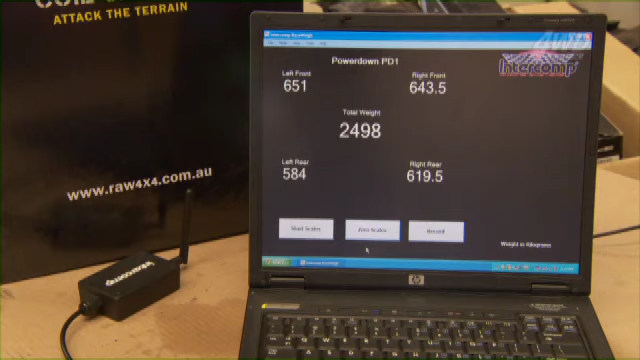 ATTACK THE TERRAIN
www.raw4x4.com.au
intercomp
Powerdown PD1
Left Front
651
Right Front
643.5
Total Weight
2498
Left Rear
584
Right Rear
619.5
Start Scales
Zero Scales
Record
Weight in Kilograms
Intercomp
4WD
hp